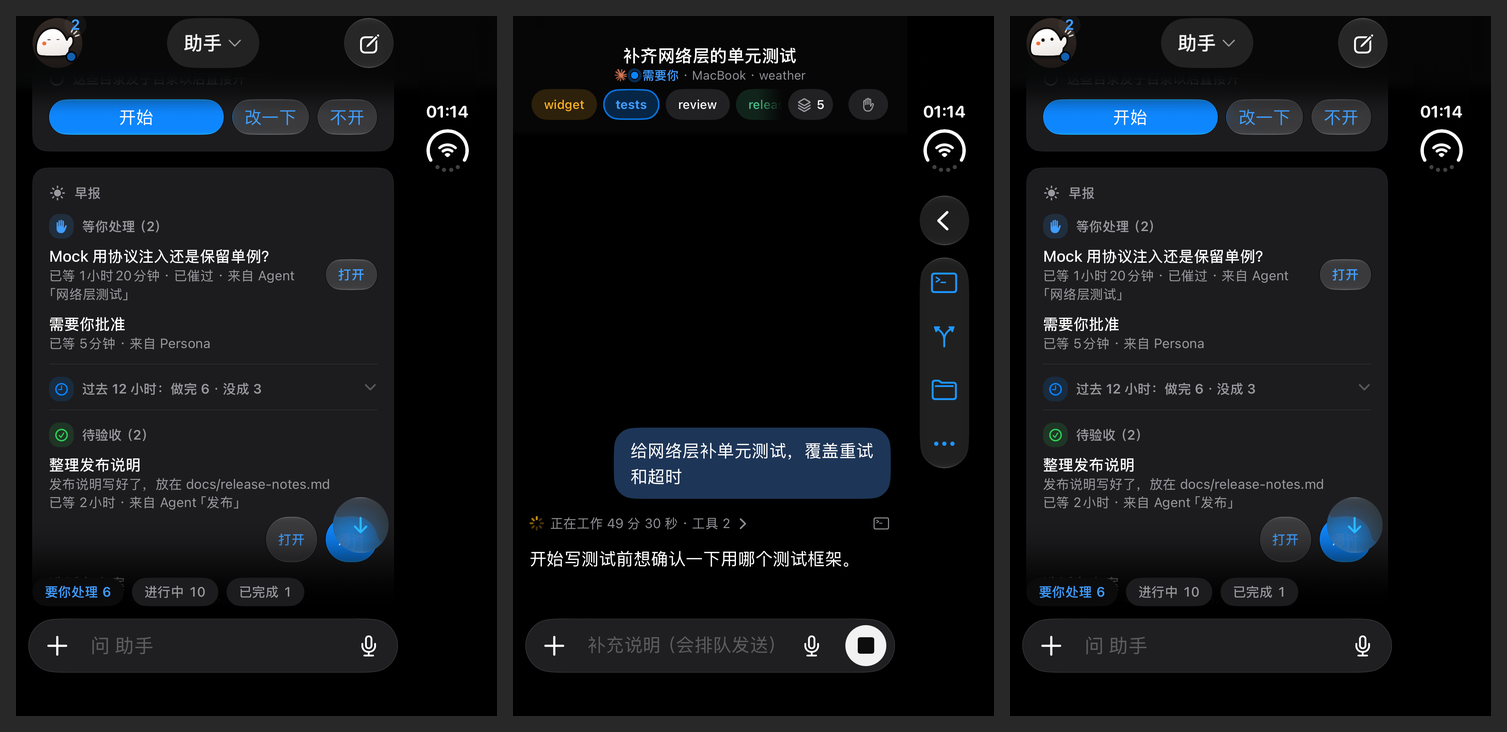 2
助手
开始
改一下
不开
01:14
早报
等你处理（2）
Mock 用协议注入还是保留单例？
已等 1小时20分钟 · 已催过 · 来自 Agent
「网络层测试」
打开
需要你批准
已等 5分钟 · 来自 Persona
过去 12 小时：做完 6 · 没成 3
待验收（2）
整理发布说明
发布说明写好了，放在 docs/release-notes.md
已等 2小时 · 来自 Agent「发布」
打开
要你处理 6
进行中 10
已完成 1
问 助手
补齐网络层的单元测试
需要你 · MacBook · weather
widget
tests
review
relea
5
01:14
给网络层补单元测试，覆盖重试
和超时
正在工作 49 分 30 秒 · 工具 2
开始写测试前想确认一下用哪个测试框架。
补充说明（会排队发送）
2
助手
开始
改一下
不开
01:14
早报
等你处理（2）
Mock 用协议注入还是保留单例？
已等 1小时20分钟 · 已催过 · 来自 Agent
「网络层测试」
打开
需要你批准
已等 5分钟 · 来自 Persona
过去 12 小时：做完 6 · 没成 3
待验收（2）
整理发布说明
发布说明写好了，放在 docs/release-notes.md
已等 2小时 · 来自 Agent「发布」
打开
要你处理 6
进行中 10
已完成 1
问 助手